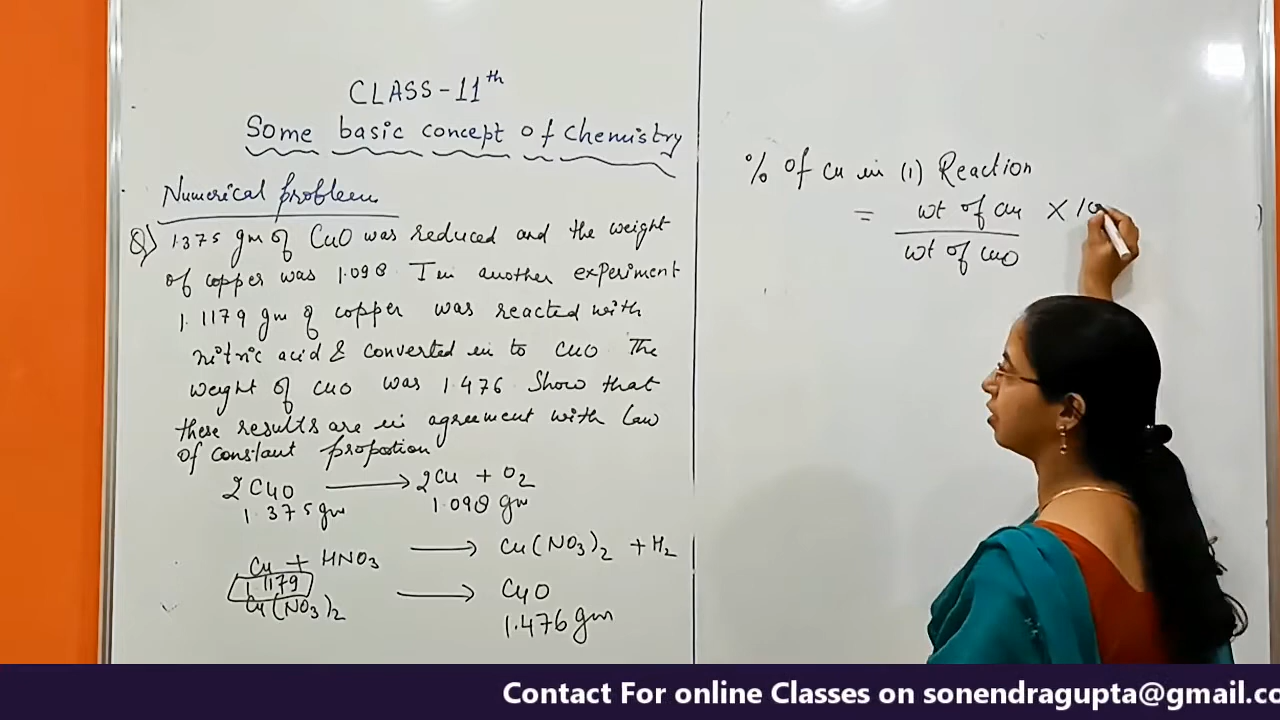 CLASS-11th
Some basic concept of Chemistry
Numerical problem
Q) 1.375 gm of CuO was reduced and the weight
of copper was 1.098 In another experiment
1.1179 gm of copper was reacted with
nitric acid & converted in to CuO The
weight of CuO was 1.476 Show that
these results are in agreement with Law
of constant propotion
2CuO → 2Cu + O2
1.375 gm 1.098 gm
Cu + HNO3 → Cu(NO3)2 + H2
1.1179
Cu(NO3)2 → CuO
1.476 gm
% of Cu in (1) Reaction
= wt of Cu × 10
wt of CuO
Contact For online Classes on sonendragupta@gmail.co